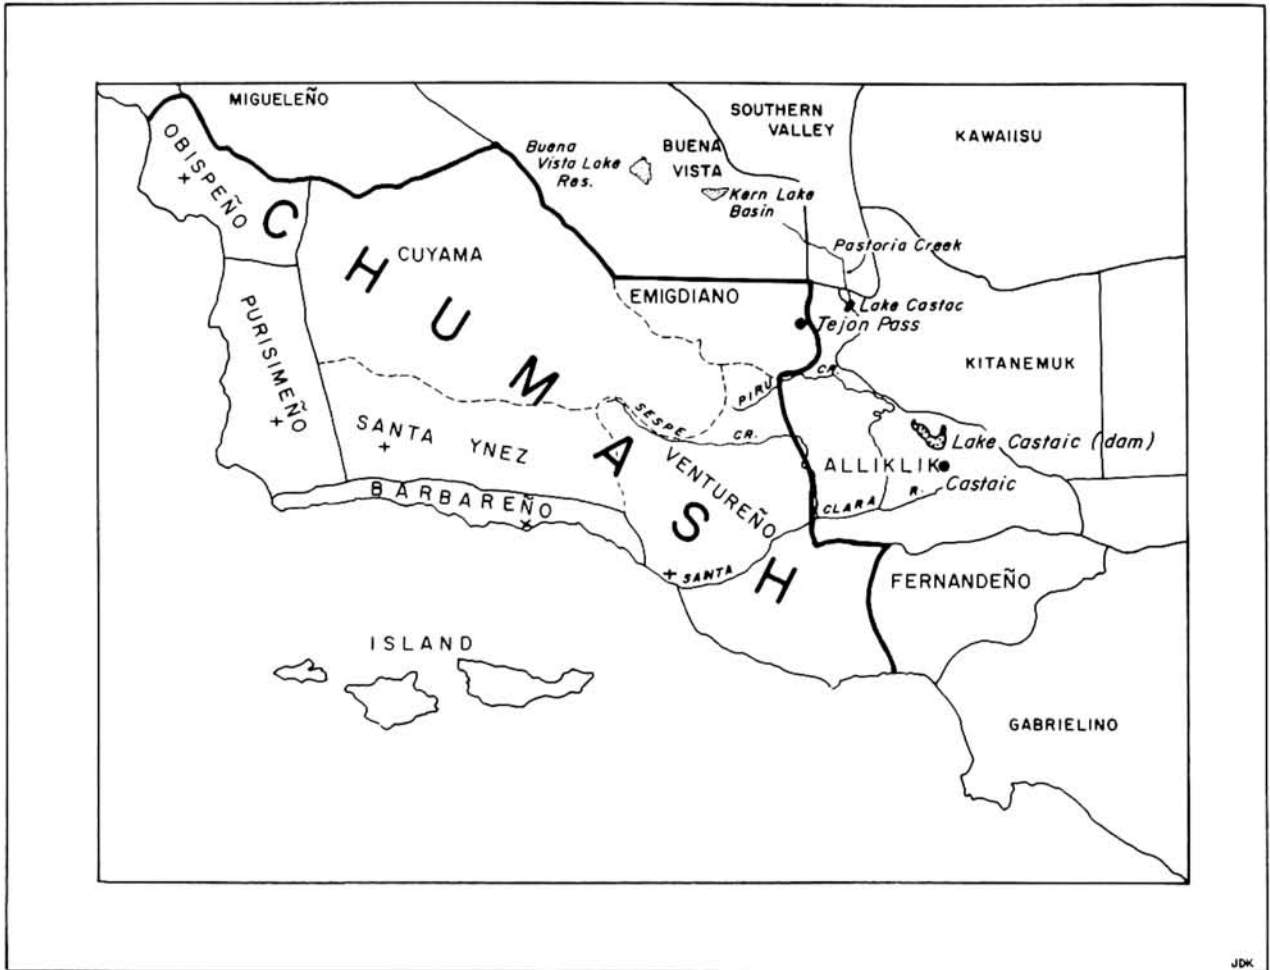 MIGUELEÑO
SOUTHERN
VALLEY
KAWAIISU
OBISPEÑO
Buena
Vista Lake
Res.
BUENA
VISTA
Kern Lake
Basin
CHUMASH
CUYAMA
Pastoria Creek
EMIGDIANO
Lake Castac
Tejon Pass
PURISIMEÑO
KITANEMUK
PIRU CR.
SESPE CR.
SANTA YNEZ
VENTUREÑO
Lake Castaic (dam)
ALLIKLIK
Castaic
BARBAREÑO
SANTA CLARA R.
FERNANDEÑO
ISLAND
GABRIELINO
JDK